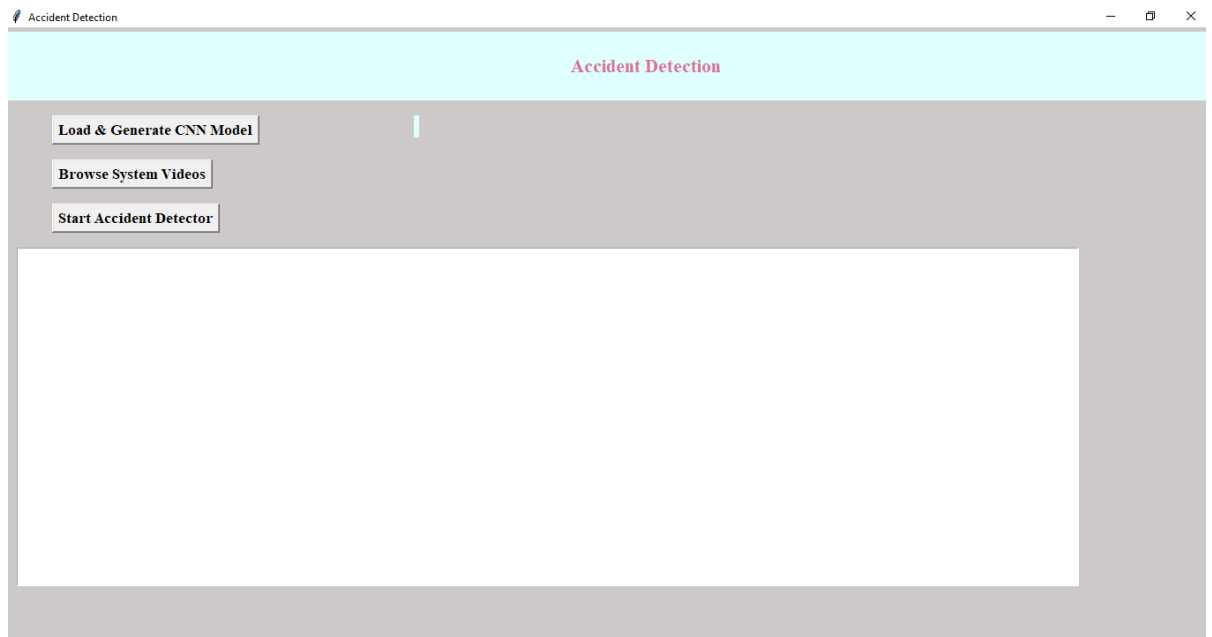 Accident Detection
Accident Detection
Load & Generate CNN Model
Browse System Videos
Start Accident Detector